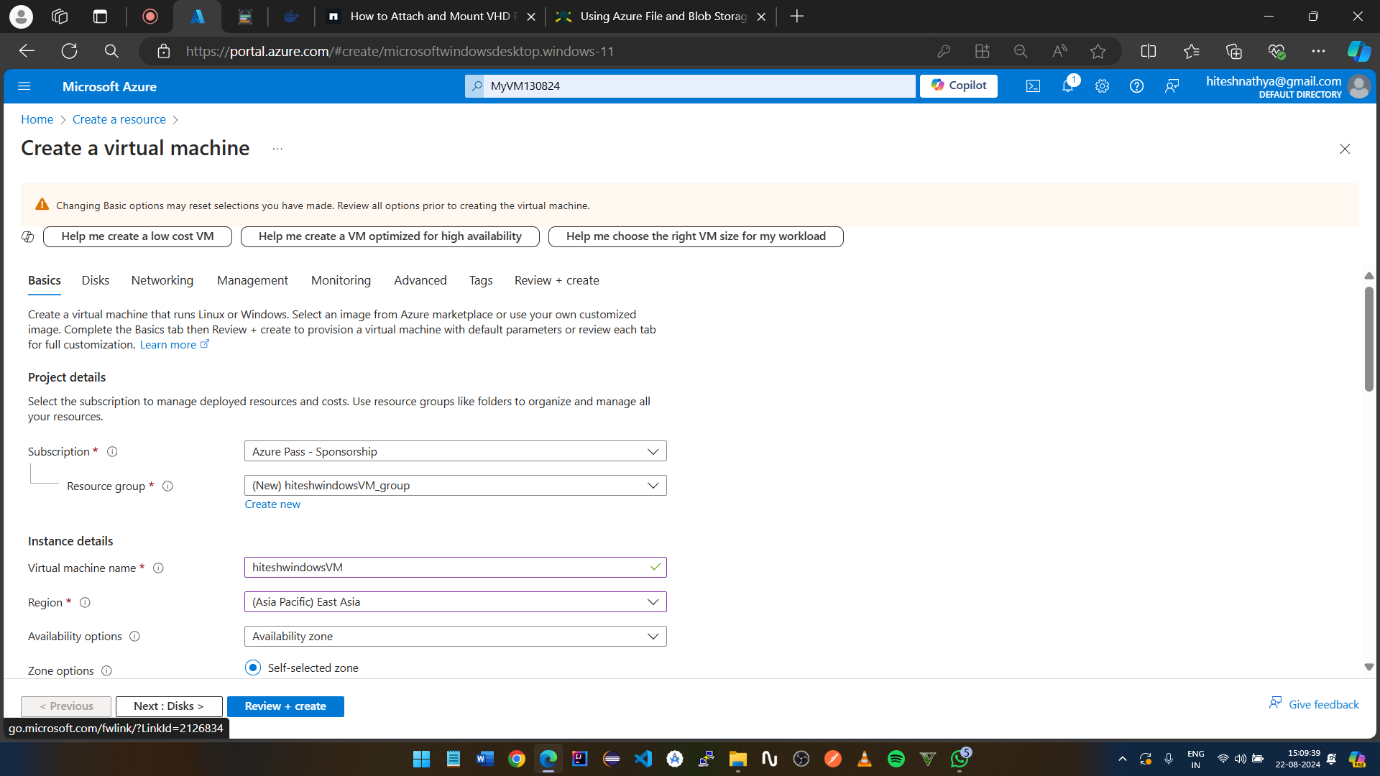 How to Attach and Mount VHD F
Using Azure File and Blob Storag
https://portal.azure.com/#create/microsoftwindowsdesktop.windows-11
Microsoft Azure
MyVM130824
Copilot
1
hiteshnathya@gmail.com
DEFAULT DIRECTORY
Home > Create a resource >
Create a virtual machine ...
Changing Basic options may reset selections you have made. Review all options prior to creating the virtual machine.
Help me create a low cost VM Help me create a VM optimized for high availability Help me choose the right VM size for my workload
Basics Disks Networking Management Monitoring Advanced Tags Review + create
Create a virtual machine that runs Linux or Windows. Select an image from Azure marketplace or use your own customized
image. Complete the Basics tab then Review + create to provision a virtual machine with default parameters or review each tab
for full customization. Learn more
Project details
Select the subscription to manage deployed resources and costs. Use resource groups like folders to organize and manage all
your resources.
Subscription * Azure Pass - Sponsorship
Resource group * (New) hiteshwindowsVM_group
Create new
Instance details
Virtual machine name * hiteshwindowsVM
Region * (Asia Pacific) East Asia
Availability options Availability zone
Zone options Self-selected zone
< Previous Next : Disks > Review + create Give feedback
go.microsoft.com/fwlink/?LinkId=2126834
5
ENG
IN
15:09:39
22-08-2024